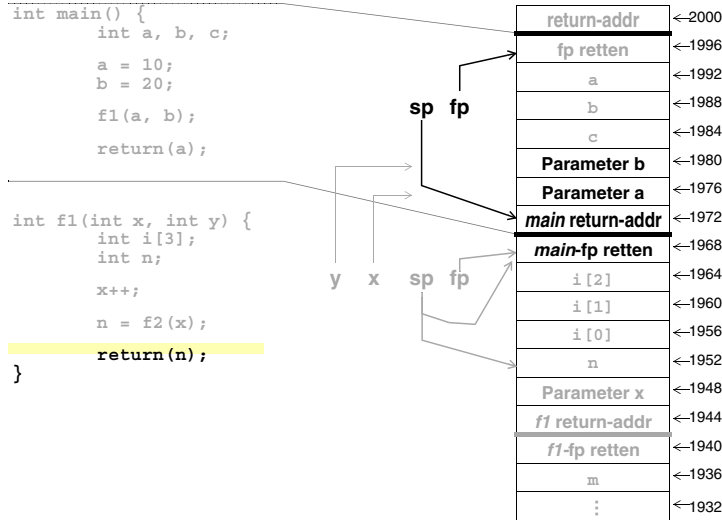 int main() {
int a, b, c;
a = 10;
b = 20;
f1(a, b);
return(a);
int f1(int x, int y) {
int i[3];
int n;
x++;
n = f2(x);
return(n);
}
sp fp
y x sp fp
return-addr
fp retten
a
b
c
Parameter b
Parameter a
main return-addr
main-fp retten
i[2]
i[1]
i[0]
n
Parameter x
f1 return-addr
f1-fp retten
m
⋮
2000
1996
1992
1988
1984
1980
1976
1972
1968
1964
1960
1956
1952
1948
1944
1940
1936
1932